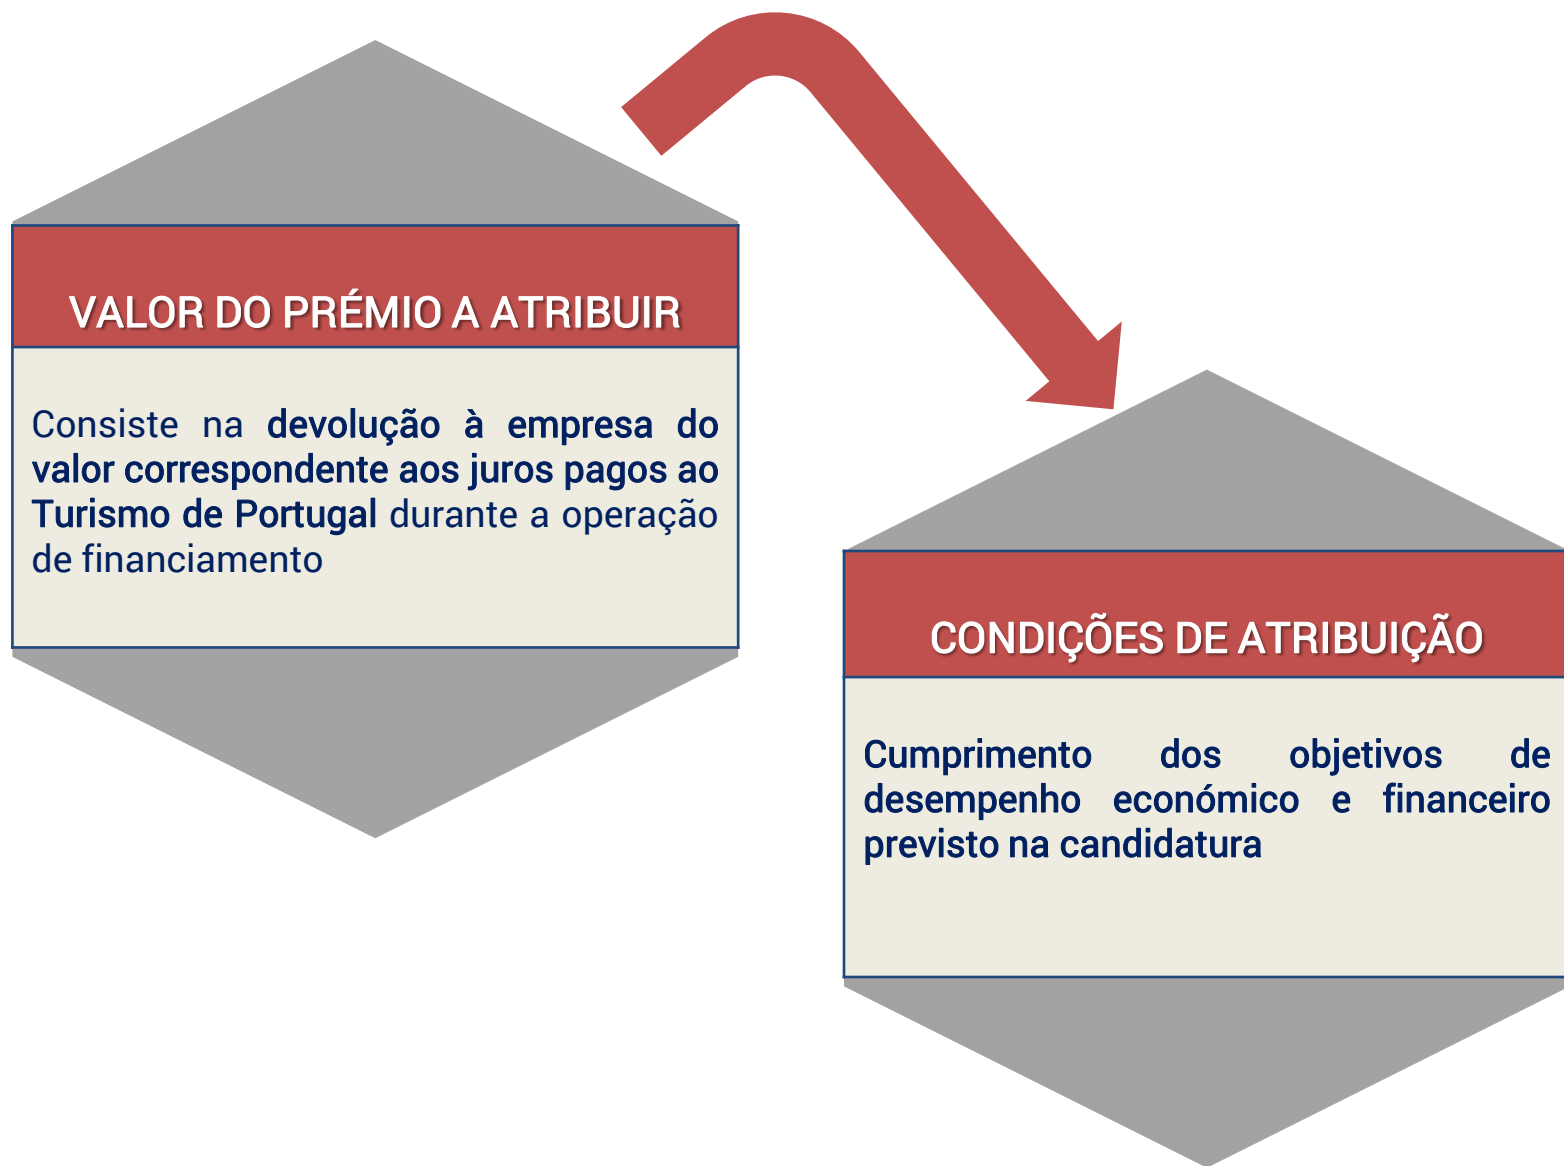 VALOR DO PRÉMIO A ATRIBUIR
Consiste na devolução à empresa do
valor correspondente aos juros pagos ao
Turismo de Portugal durante a operação
de financiamento
CONDIÇÕES DE ATRIBUIÇÃO
Cumprimento dos objetivos de
desempenho económico e financeiro
previsto na candidatura